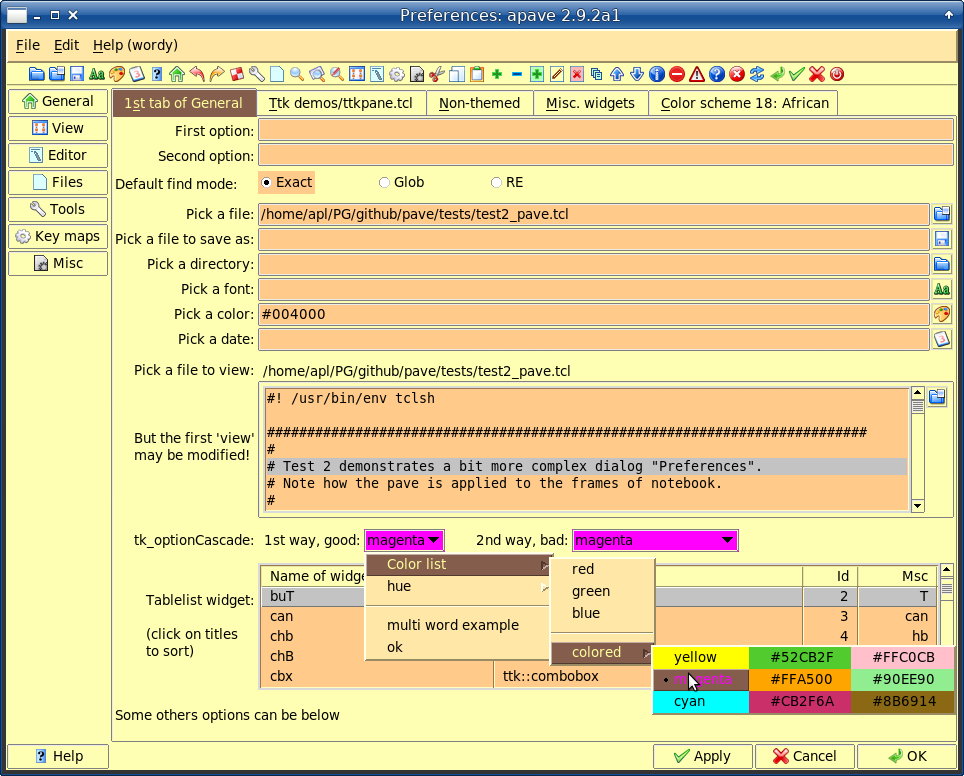 Preferences: apave 2.9.2a1
File Edit Help (wordy)
General
View
Editor
Files
Tools
Key maps
Misc
1st tab of General Ttk demos/ttkpane.tcl Non-themed Misc. widgets Color scheme 18: African
First option:
Second option:
Default find mode: Exact Glob RE
Pick a file: /home/apl/PG/github/pave/tests/test2_pave.tcl
Pick a file to save as:
Pick a directory:
Pick a font:
Pick a color: #004000
Pick a date:
Pick a file to view: /home/apl/PG/github/pave/tests/test2_pave.tcl
But the first 'view'
may be modified!
#! /usr/bin/env tclsh
###########################################################################
#
# Test 2 demonstrates a bit more complex dialog "Preferences".
# Note how the pave is applied to the frames of notebook.
#
tk_optionCascade: 1st way, good: magenta 2nd way, bad: magenta
Color list
hue
multi word example
ok
red
green
blue
colored
yellow #52CB2F #FFC0CB
magenta #FFA500 #90EE90
cyan #CB2F6A #8B6914
Tablelist widget:
(click on titles
to sort)
Name of widge Id Msc
buT 2 T
can 3 can
chb 4 hb
chB
cbx ttk::combobox
Some others options can be below
Help Apply Cancel OK